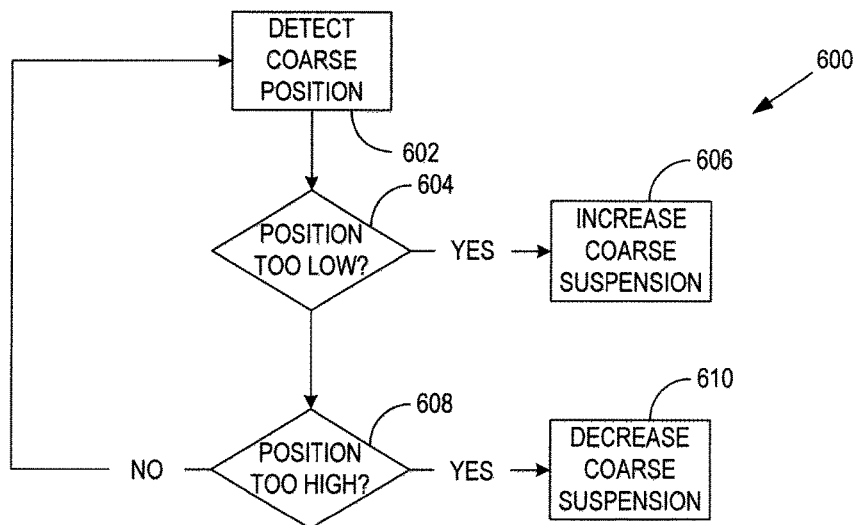 DETECT
COARSE
POSITION
600
602
604
606
POSITION
TOO LOW?
YES
INCREASE
COARSE
SUSPENSION
608
610
NO
POSITION
TOO HIGH?
YES
DECREASE
COARSE
SUSPENSION